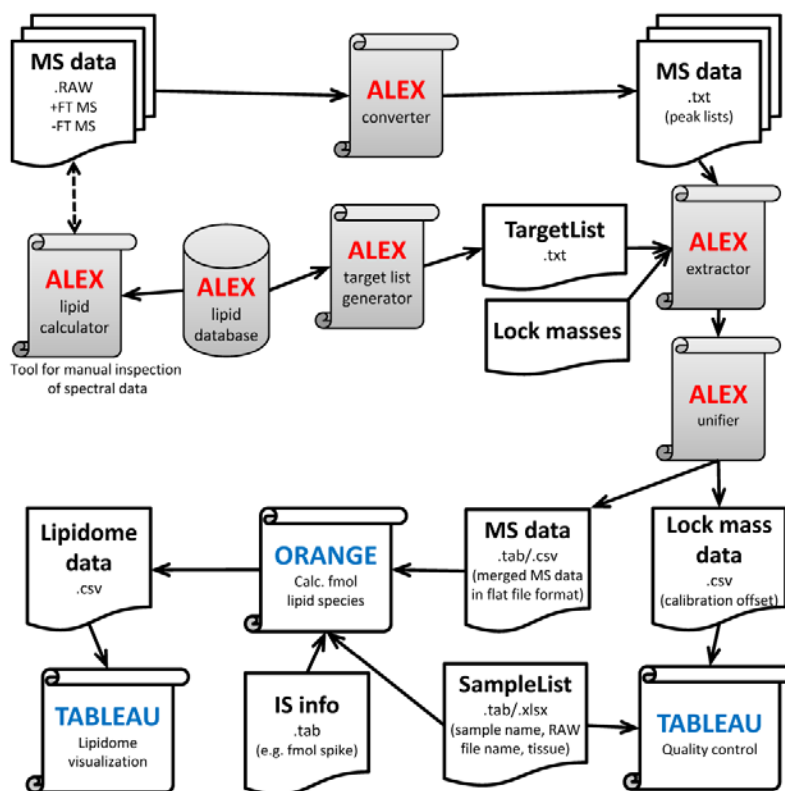 MS data
.RAW
+FT MS
-FT MS
ALEX
converter
MS data
.txt
(peak lists)
ALEX
lipid
calculator
Tool for manual inspection
of spectral data
ALEX
lipid
database
ALEX
target list
generator
TargetList
.txt
Lock masses
ALEX
extractor
ALEX
unifier
Lipidome
data
.csv
ORANGE
Calc. fmol
lipid species
MS data
.tab/.csv
(merged MS data
in flat file format)
Lock mass
data
.csv
(calibration offset)
TABLEAU
Lipidome
visualization
IS info
.tab
(e.g. fmol spike)
SampleList
.tab/.xlsx
(sample name, RAW
file name, tissue)
TABLEAU
Quality control